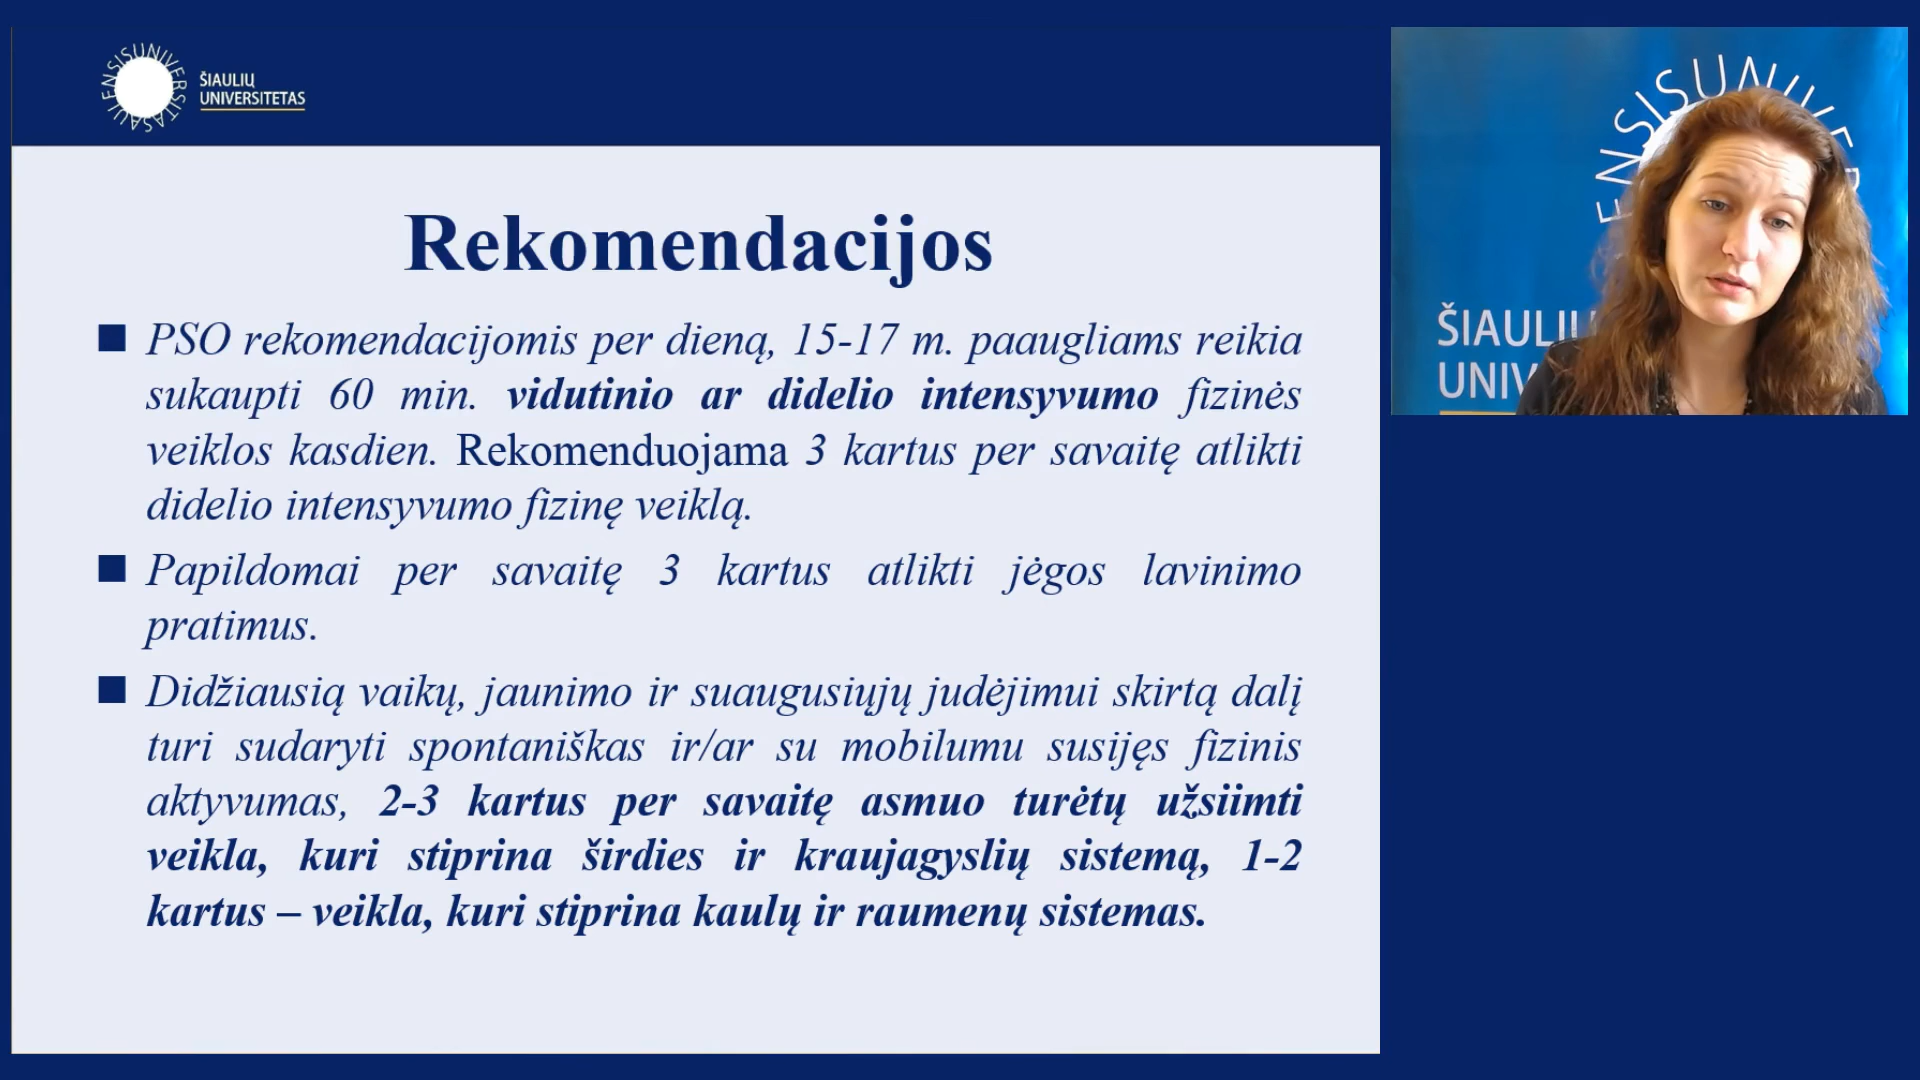 ŠIAULIŲ
UNIVERSITETAS
Rekomendacijos
■ PSO rekomendacijomis per dieną, 15-17 m. paaugliams reikia
sukaupti 60 min. vidutinio ar didelio intensyvumo fizinės
veiklos kasdien. Rekomenduojama 3 kartus per savaitę atlikti
didelio intensyvumo fizinę veiklą.
■ Papildomai per savaitę 3 kartus atlikti jėgos lavinimo
pratimus.
■ Didžiausią vaikų, jaunimo ir suaugusiųjų judėjimui skirtą dalį
turi sudaryti spontaniškas ir/ar su mobilumu susijęs fizinis
aktyvumas, 2-3 kartus per savaitę asmuo turėtų užsiimti
veikla, kuri stiprina širdies ir kraujagyslių sistemą, 1-2
kartus – veikla, kuri stiprina kaulų ir raumenų sistemas.
ŠIAULIŲ
UNIV